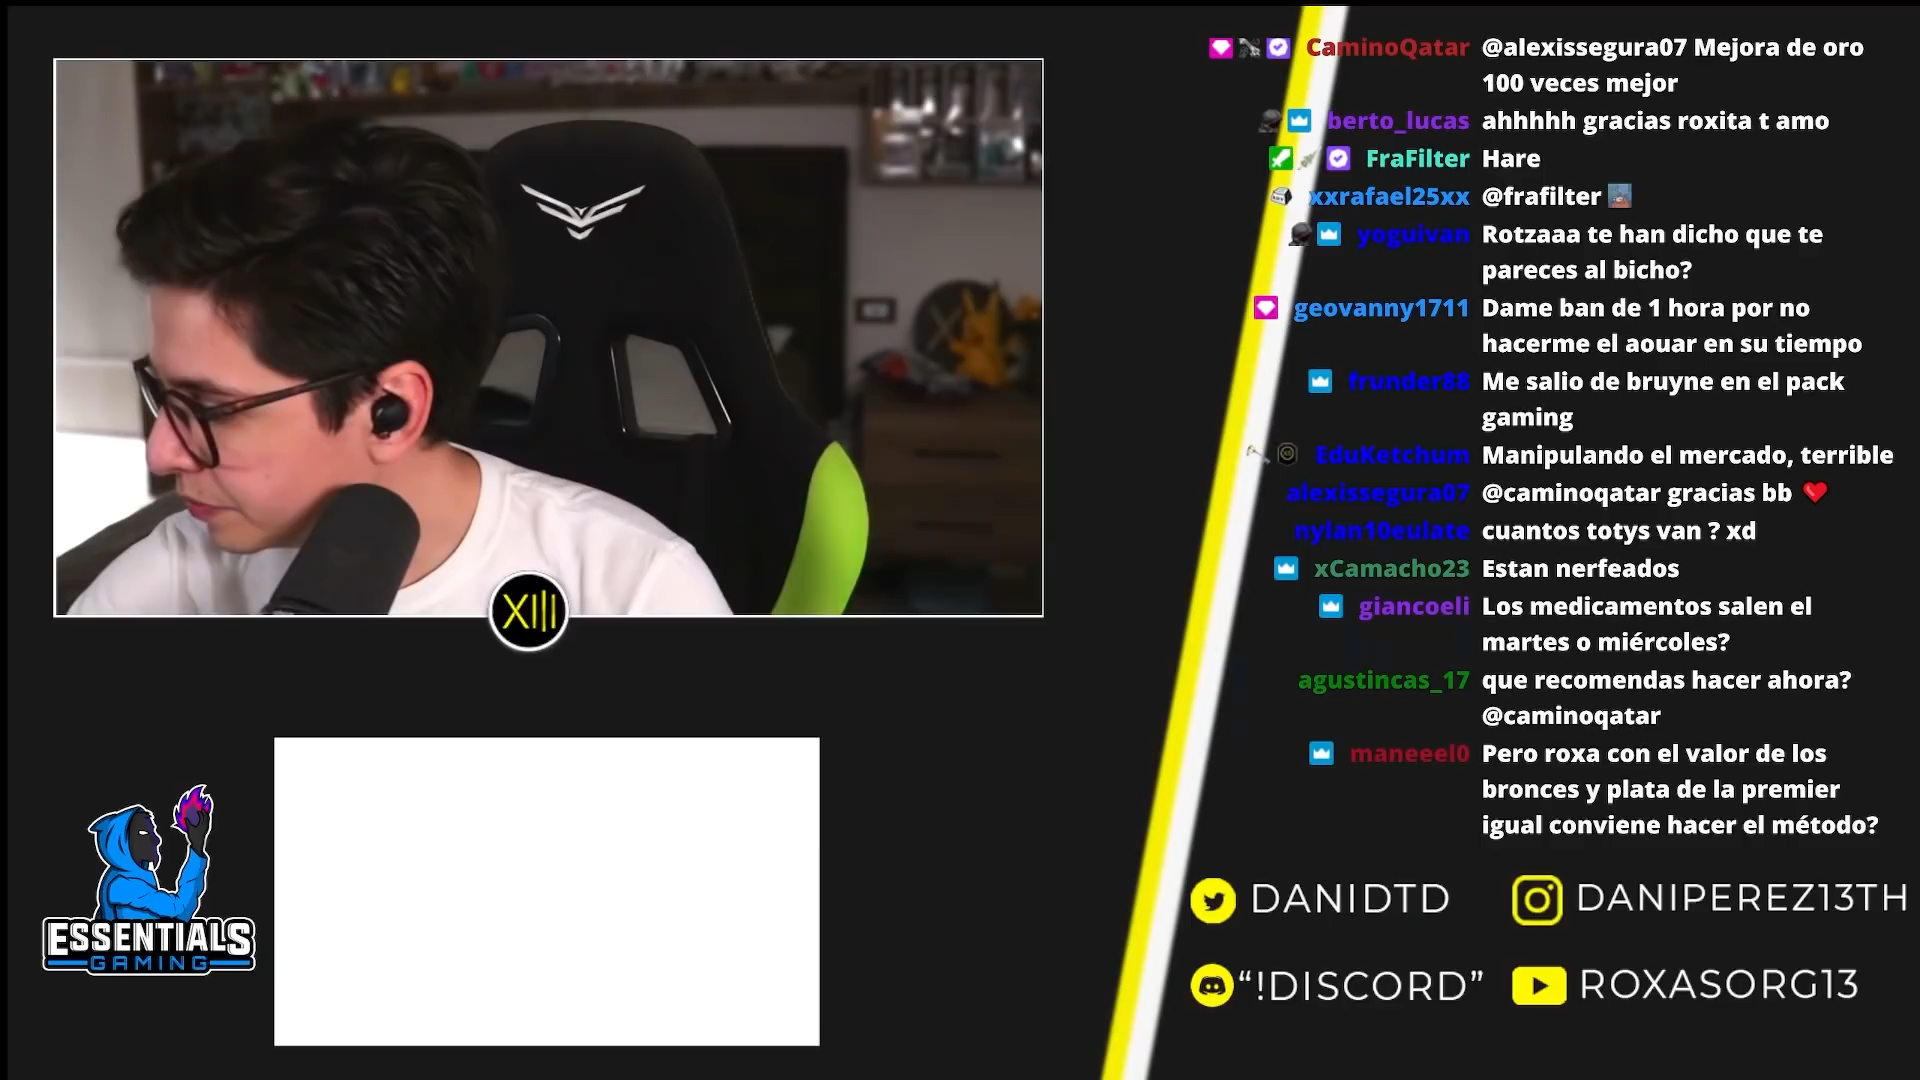 CaminoQatar @alexissegura07 Mejora de oro
100 veces mejor
berto_lucas ahhhhh gracias roxita t amo
FraFilter Hare
xxrafael25xx @frafilter
yoguivan Rotzaaa te han dicho que te
pareces al bicho?
geovanny1711 Dame ban de 1 hora por no
hacerme el aouar en su tiempo
frunder88 Me salio de bruyne en el pack
gaming
EduKetchum Manipulando el mercado, terrible
alexissegura07 @caminoqatar gracias bb ❤
nylan10eulate cuantos totys van ? xd
xCamacho23 Estan nerfeados
giancoeli Los medicamentos salen el
martes o miércoles?
agustincas_17 que recomendas hacer ahora?
@caminoqatar
maneeel0 Pero roxa con el valor de los
bronces y plata de la premier
igual conviene hacer el método?
XIII
ESSENTIALS
GAMING
DANIDTD
DANIPEREZ13TH
“!DISCORD”
ROXASORG13